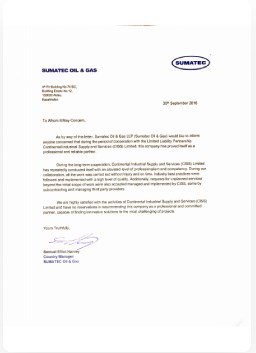 SUMATEC
SUMATEC OIL & GAS
Kazakhstan
20th September 2018
To Whom It May Concern,
As by way of this letter, Sumatec Oil & Gas LLP (Sumatec Oil & Gas) would like to inform
anyone concerned that during the period of cooperation with the Limited Liability Partnership
Continental Industrial Supply and Services (CISS) Limited, this company has proved itself as a
professional and reliable partner.
During the long-term cooperation Continental Industrial Supply and Services (CISS) Limited
has repeatedly conducted itself with an elevated level of professionalism and competency. During our
collaboration, all the work was carried out without injury and on time. Industry best practices were
followed and implemented with a high level of quality. Additionally, requests for unplanned services
beyond the initial scope of work were also accepted managed and implemented by CISS, some by
subcontracting and managing third party providers.
We are highly satisfied with the activities of Continental Industrial Supply and Services (CISS)
Limited and have no reservations in recommending this company as a professional and committed
partner, capable of finding innovative solutions to the most challenging of projects.
Yours Truthfully,
Country Manager
SUMATEC Oil & Gas